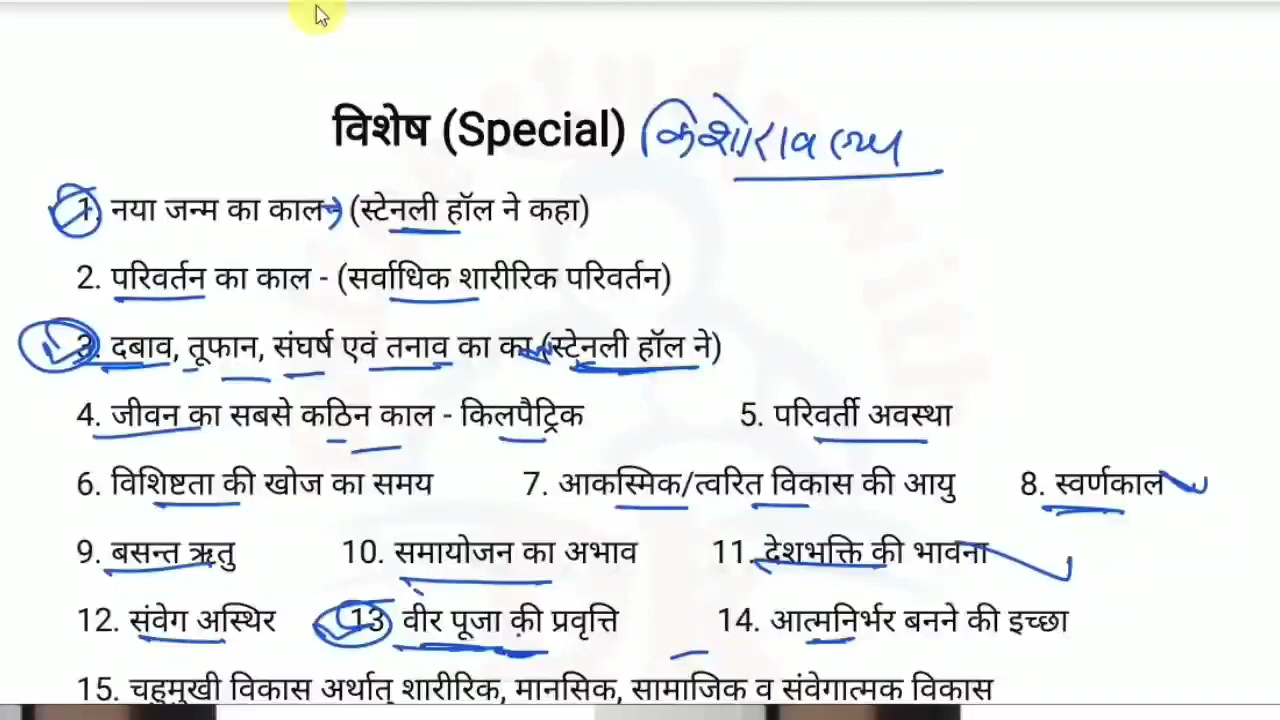 विशेष (Special) किशोरावस्था
1. नया जन्म का काल (स्टेनली हॉल ने कहा)
2. परिवर्तन का काल - (सर्वाधिक शारीरिक परिवर्तन)
3. दबाव, तूफान, संघर्ष एवं तनाव का का (स्टेनली हॉल ने)
4. जीवन का सबसे कठिन काल - किलपैट्रिक 5. परिवर्ती अवस्था
6. विशिष्टता की खोज का समय 7. आकस्मिक/त्वरित विकास की आयु 8. स्वर्णकाल
9. बसन्त ऋतु 10. समायोजन का अभाव 11. देशभक्ति की भावना
12. संवेग अस्थिर 13 वीर पूजा की प्रवृत्ति 14. आत्मनिर्भर बनने की इच्छा
15. चहुमुखी विकास अर्थात् शारीरिक, मानसिक, सामाजिक व संवेगात्मक विकास